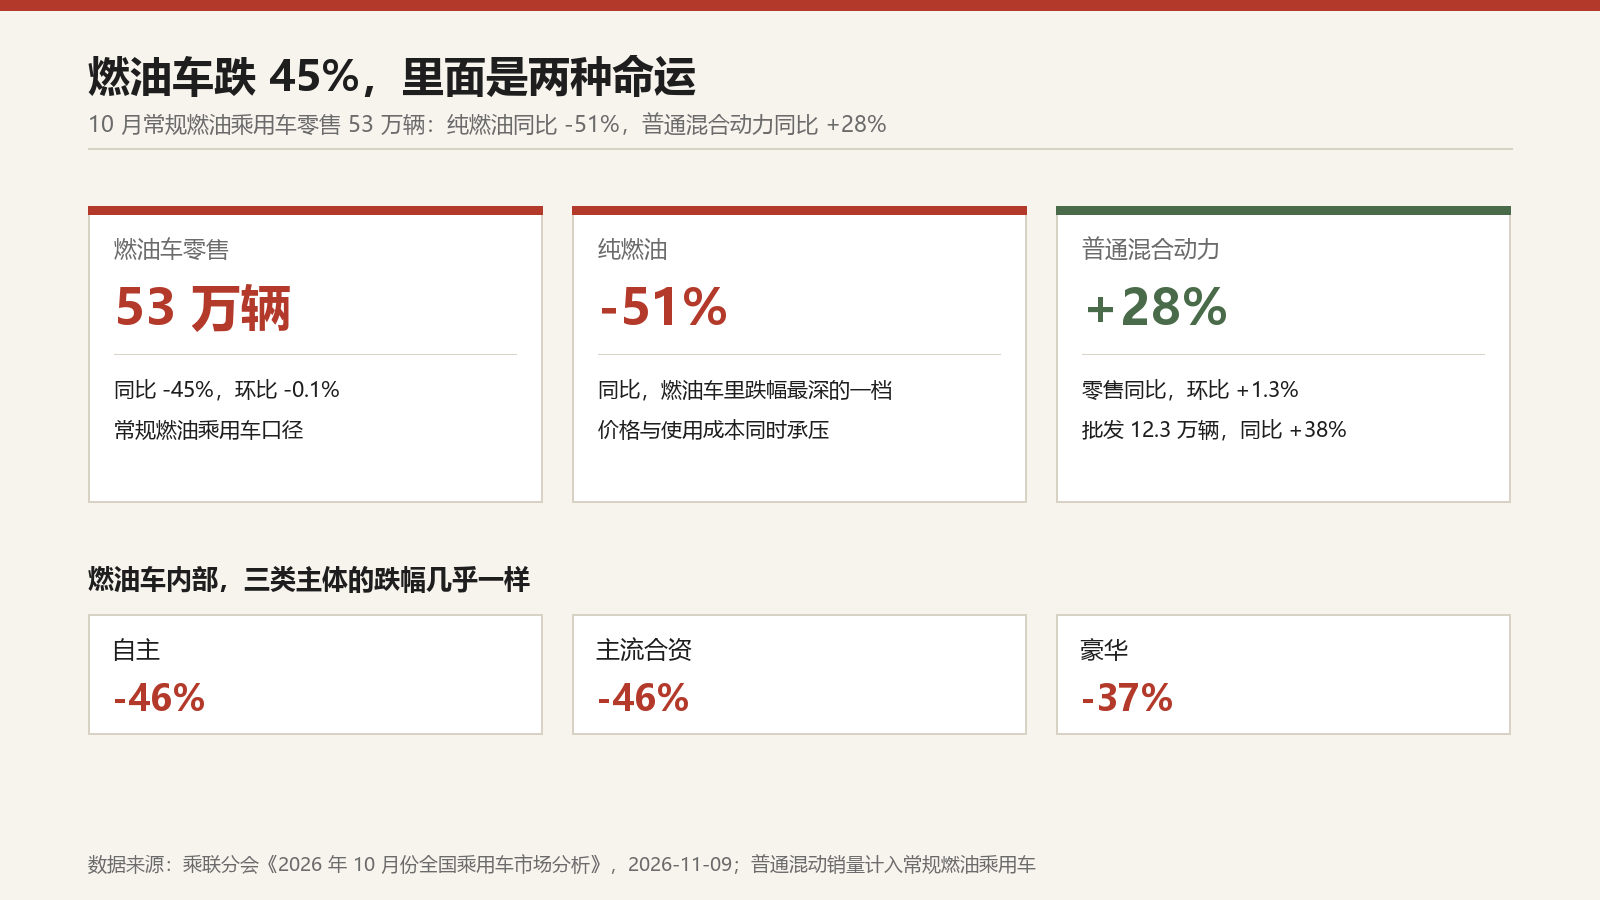 燃油车跌 45%，里面是两种命运
10 月常规燃油乘用车零售 53 万辆：纯燃油同比 -51%，普通混合动力同比 +28%
燃油车零售
53 万辆
同比 -45%，环比 -0.1%
常规燃油乘用车口径
纯燃油
-51%
同比，燃油车里跌幅最深的一档
价格与使用成本同时承压
普通混合动力
+28%
零售同比，环比 +1.3%
批发 12.3 万辆，同比 +38%
燃油车内部，三类主体的跌幅几乎一样
自主
-46%
主流合资
-46%
豪华
-37%
数据来源：乘联分会《2026 年 10 月份全国乘用车市场分析》，2026-11-09；普通混动销量计入常规燃油乘用车